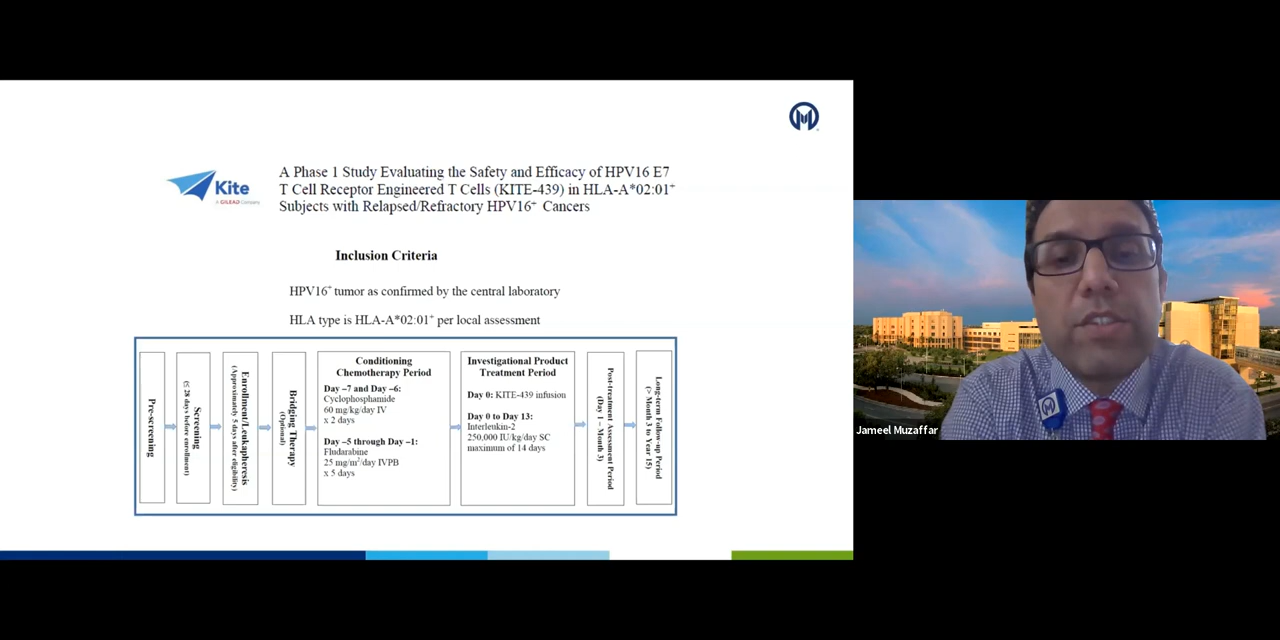 Kite
A GILEAD Company
A Phase 1 Study Evaluating the Safety and Efficacy of HPV16 E7
T Cell Receptor Engineered T Cells (KITE-439) in HLA-A*02:01+
Subjects with Relapsed/Refractory HPV16+ Cancers
Inclusion Criteria
HPV16+ tumor as confirmed by the central laboratory
HLA type is HLA-A*02:01+ per local assessment
Pre-screening
Screening
(≤ 28 days before enrollment)
Enrollment/Leukapheresis
(Approximately 5 days after eligibility)
Bridging Therapy
(Optional)
Conditioning
Chemotherapy Period
Day –7 and Day –6:
Cyclophosphamide
60 mg/kg/day IV
x 2 days
Day –5 through Day –1:
Fludarabine
25 mg/m²/day IVPB
x 5 days
Investigational Product
Treatment Period
Day 0: KITE-439 infusion
Day 0 to Day 13:
Interleukin-2
250,000 IU/kg/day SC
maximum of 14 days
Post-treatment Assessment Period
(Day 1 – Month 3)
Long-term Follow-up Period
(> Month 3 to Year 15)
Jameel Muzaffar